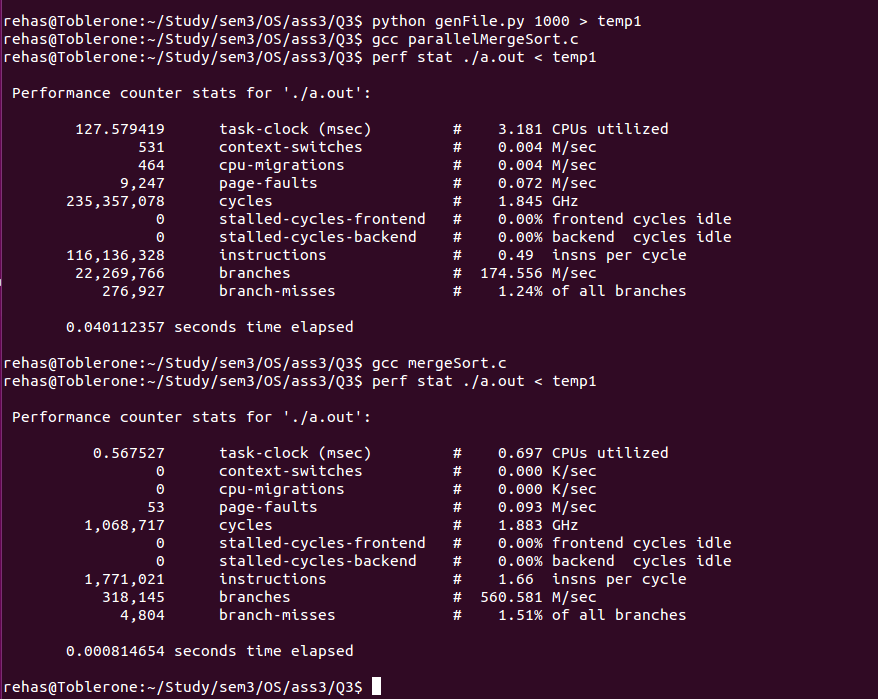 rehas@Toblerone:~/Study/sem3/OS/ass3/Q3$ python genFile.py 1000 > temp1
rehas@Toblerone:~/Study/sem3/OS/ass3/Q3$ gcc parallelMergeSort.c
rehas@Toblerone:~/Study/sem3/OS/ass3/Q3$ perf stat ./a.out < temp1
Performance counter stats for './a.out':
127.579419 task-clock (msec) # 3.181 CPUs utilized
531 context-switches # 0.004 M/sec
464 cpu-migrations # 0.004 M/sec
9,247 page-faults # 0.072 M/sec
235,357,078 cycles # 1.845 GHz
0 stalled-cycles-frontend # 0.00% frontend cycles idle
0 stalled-cycles-backend # 0.00% backend cycles idle
116,136,328 instructions # 0.49 insns per cycle
22,269,766 branches # 174.556 M/sec
276,927 branch-misses # 1.24% of all branches
0.040112357 seconds time elapsed
rehas@Toblerone:~/Study/sem3/OS/ass3/Q3$ gcc mergeSort.c
rehas@Toblerone:~/Study/sem3/OS/ass3/Q3$ perf stat ./a.out < temp1
Performance counter stats for './a.out':
0.567527 task-clock (msec) # 0.697 CPUs utilized
0 context-switches # 0.000 K/sec
0 cpu-migrations # 0.000 K/sec
53 page-faults # 0.093 M/sec
1,068,717 cycles # 1.883 GHz
0 stalled-cycles-frontend # 0.00% frontend cycles idle
0 stalled-cycles-backend # 0.00% backend cycles idle
1,771,021 instructions # 1.66 insns per cycle
318,145 branches # 560.581 M/sec
4,804 branch-misses # 1.51% of all branches
0.000814654 seconds time elapsed
rehas@Toblerone:~/Study/sem3/OS/ass3/Q3$